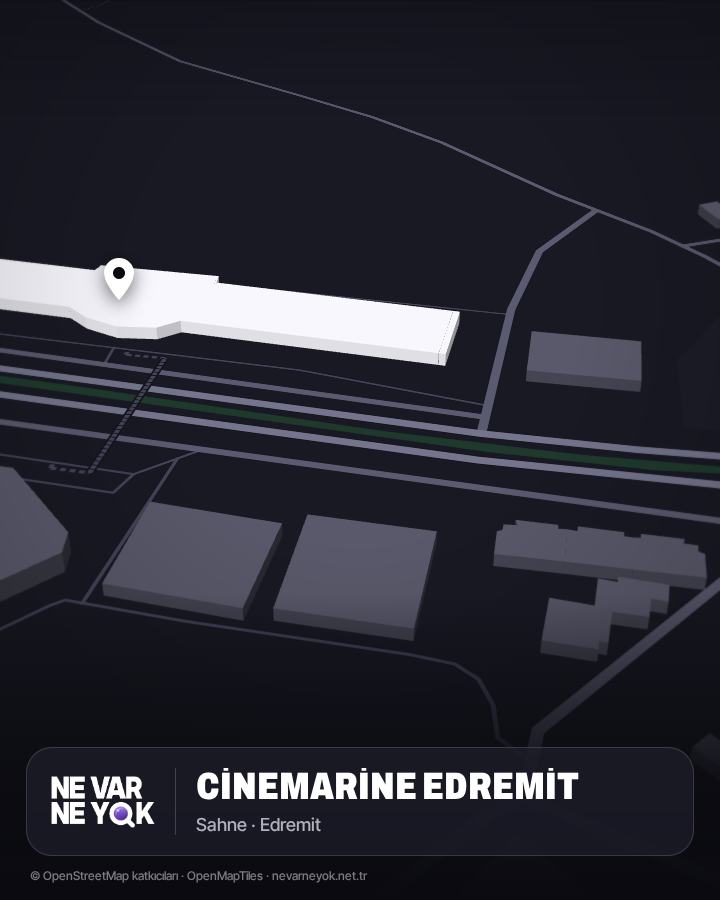 NE VAR
NE YOK
CİNEMARİNE EDREMİT
Sahne · Edremit
© OpenStreetMap katkıcıları · OpenMapTiles · nevarneyok.net.tr